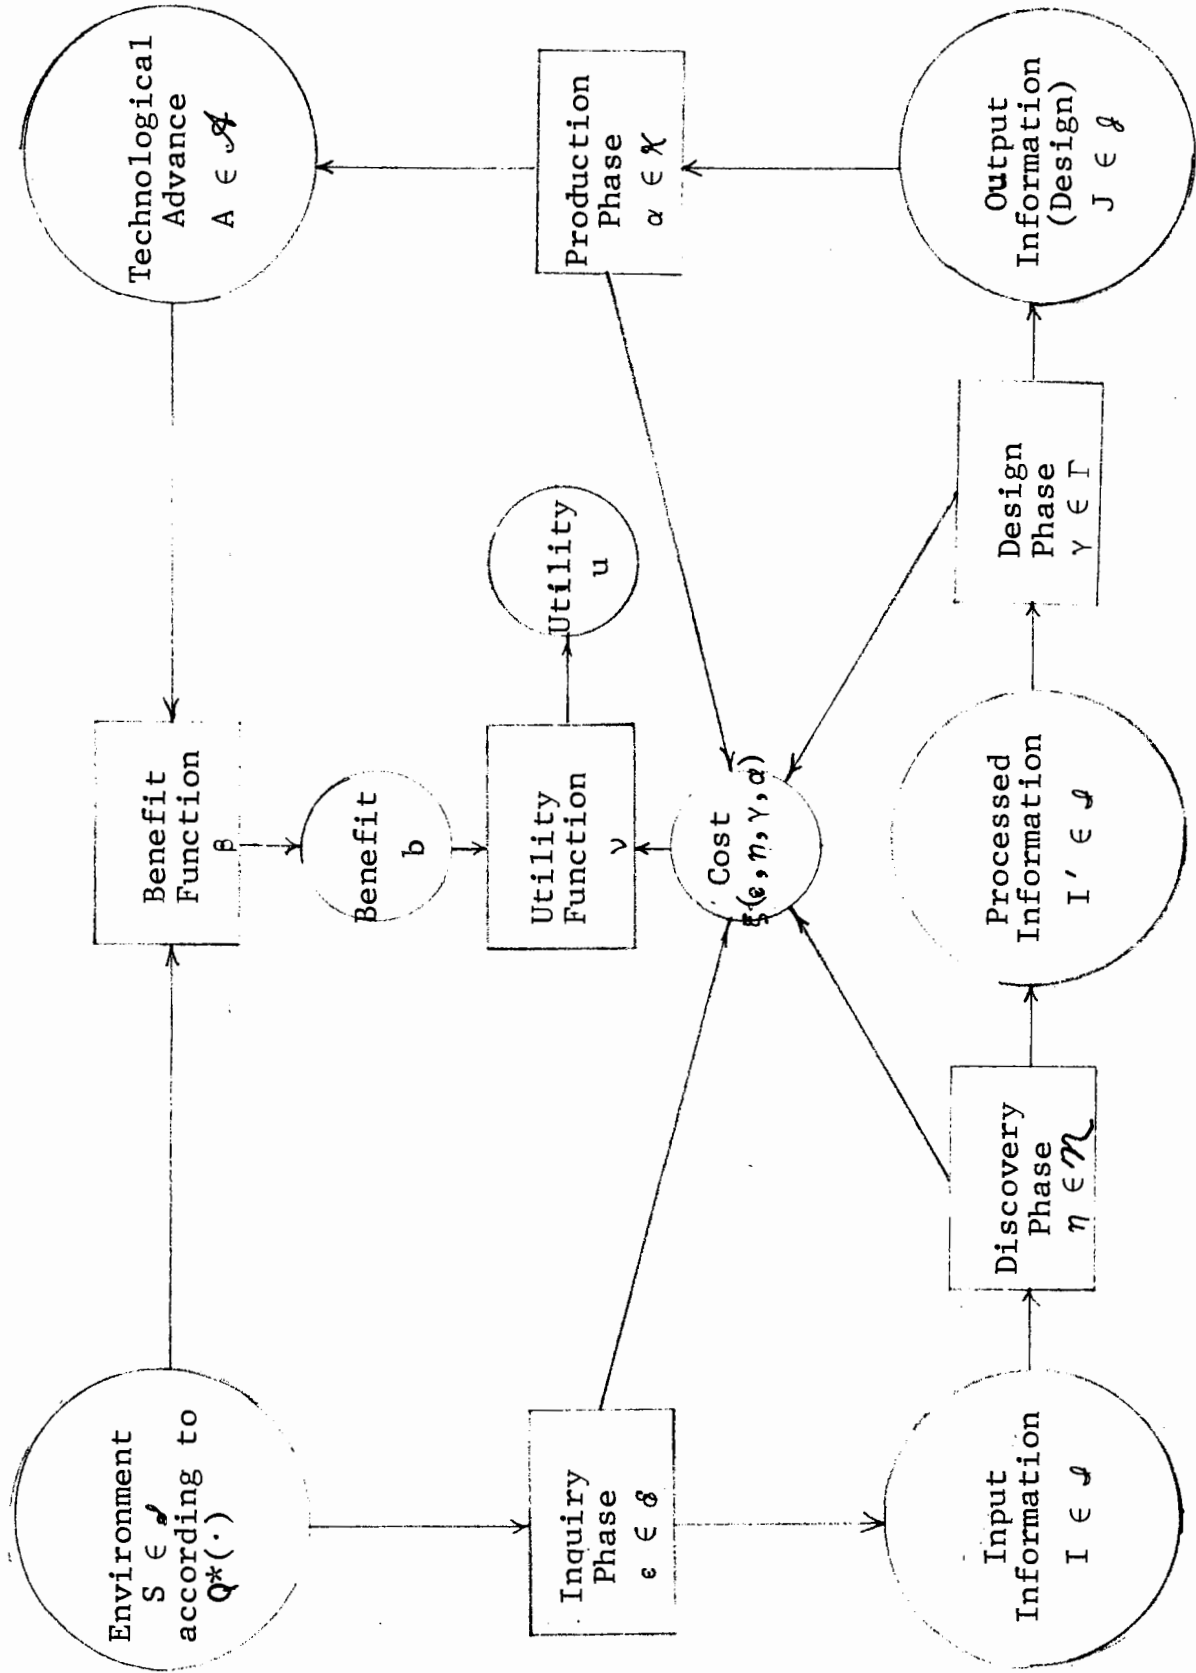 Environment
S ∈ 𝒮
according to
Q*(·)
Benefit
Function
β
Technological
Advance
A ∈ 𝒜
Benefit
b
Utility
Function
ν
Utility
u
Inquiry
Phase
ε ∈ ℰ
Cost
ξ(ε,η,γ,α)
Production
Phase
α ∈ 𝒦
Input
Information
I ∈ ℐ
Discovery
Phase
η ∈ 𝒩
Processed
Information
I' ∈ ℐ
Design
Phase
γ ∈ Γ
Output
Information
(Design)
J ∈ 𝒥